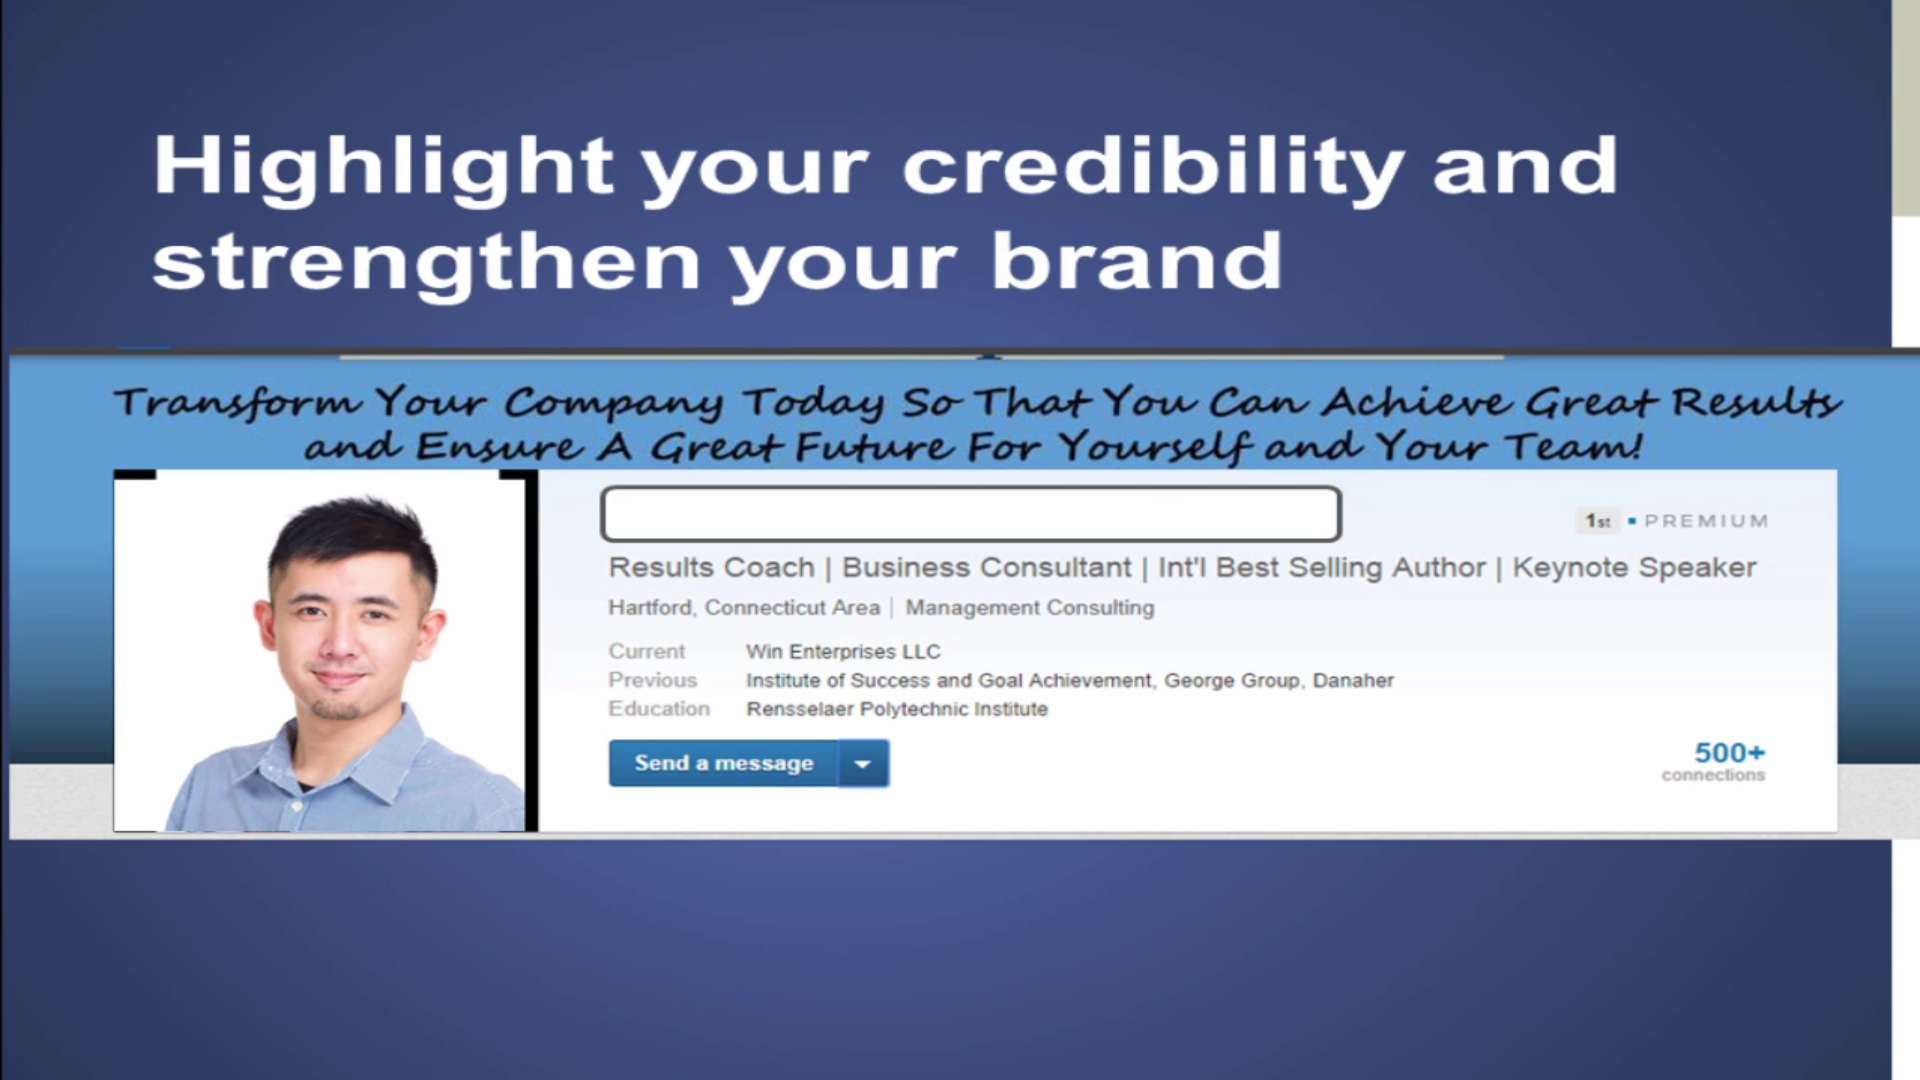 Highlight your credibility and
strengthen your brand
Transform Your Company Today So That You Can Achieve Great Results
and Ensure A Great Future For Yourself and Your Team!
1st PREMIUM
Results Coach | Business Consultant | Int'l Best Selling Author | Keynote Speaker
Hartford, Connecticut Area | Management Consulting
Current Win Enterprises LLC
Previous Institute of Success and Goal Achievement, George Group, Danaher
Education Rensselaer Polytechnic Institute
Send a message
500+
connections